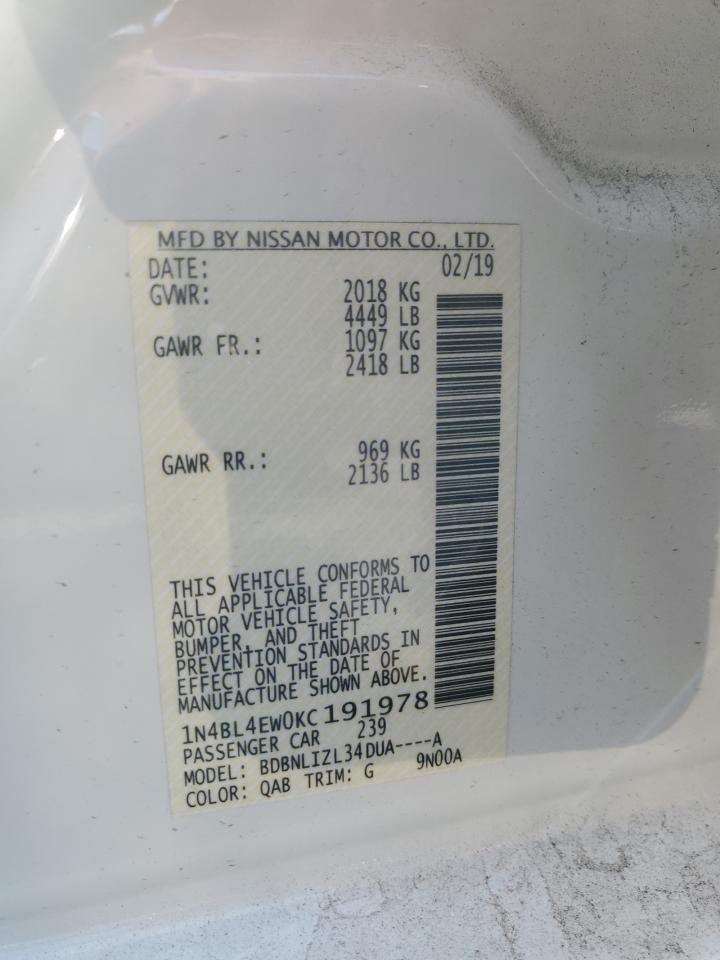 MFD BY NISSAN MOTOR CO., LTD.
DATE: 02/19
GVWR: 2018 KG
4449 LB
GAWR FR.: 1097 KG
2418 LB
GAWR RR.: 969 KG
2136 LB
THIS VEHICLE CONFORMS TO
ALL APPLICABLE FEDERAL
MOTOR VEHICLE SAFETY,
BUMPER, AND THEFT
PREVENTION STANDARDS IN
EFFECT ON THE DATE OF
MANUFACTURE SHOWN ABOVE.
1N4BL4EW0KC191978
PASSENGER CAR 239
MODEL: BDBNLIZL34DUA----A
COLOR: QAB TRIM: G 9N00A